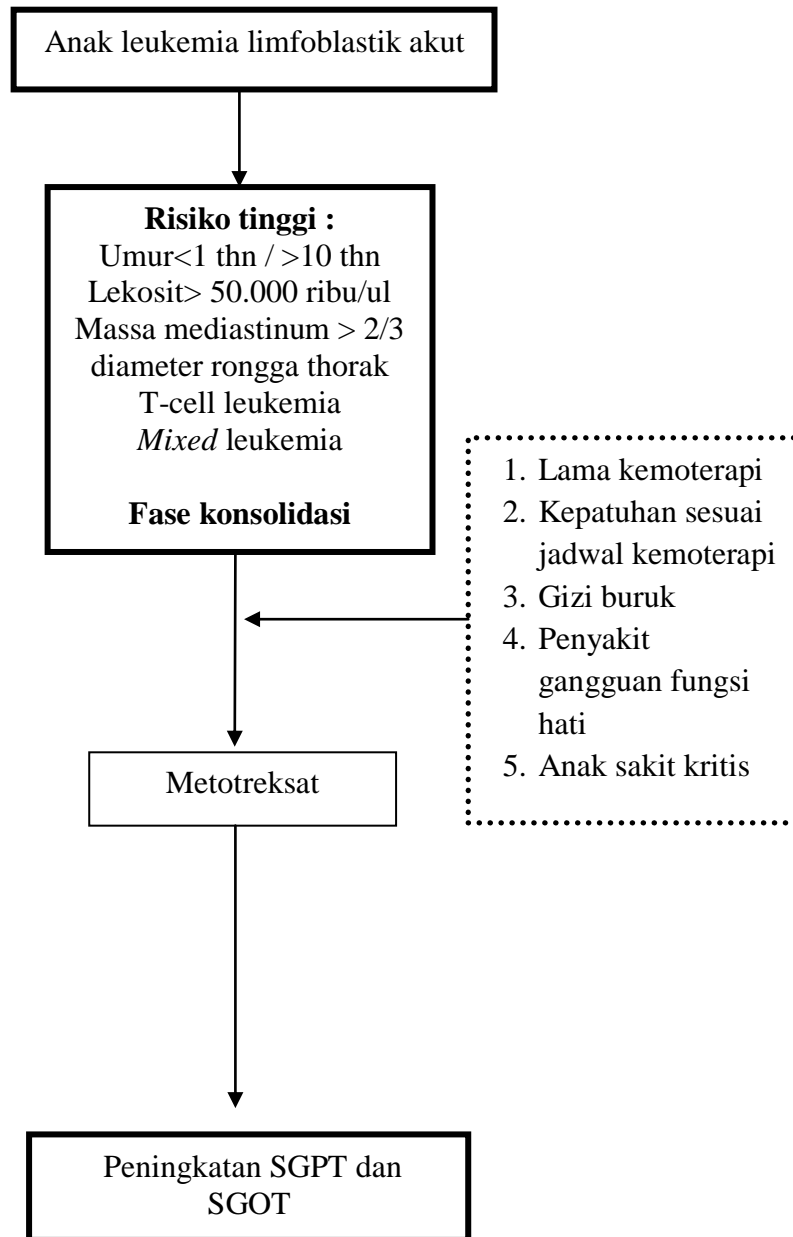 Anak leukemia limfoblastik akut
Risiko tinggi :
Umur<1 thn / >10 thn
Lekosit> 50.000 ribu/ul
Massa mediastinum > 2/3
diameter rongga thorak
T-cell leukemia
Mixed leukemia
Fase konsolidasi
1. Lama kemoterapi
2. Kepatuhan sesuai
jadwal kemoterapi
3. Gizi buruk
4. Penyakit
gangguan fungsi
hati
5. Anak sakit kritis
Metotreksat
Peningkatan SGPT dan
SGOT